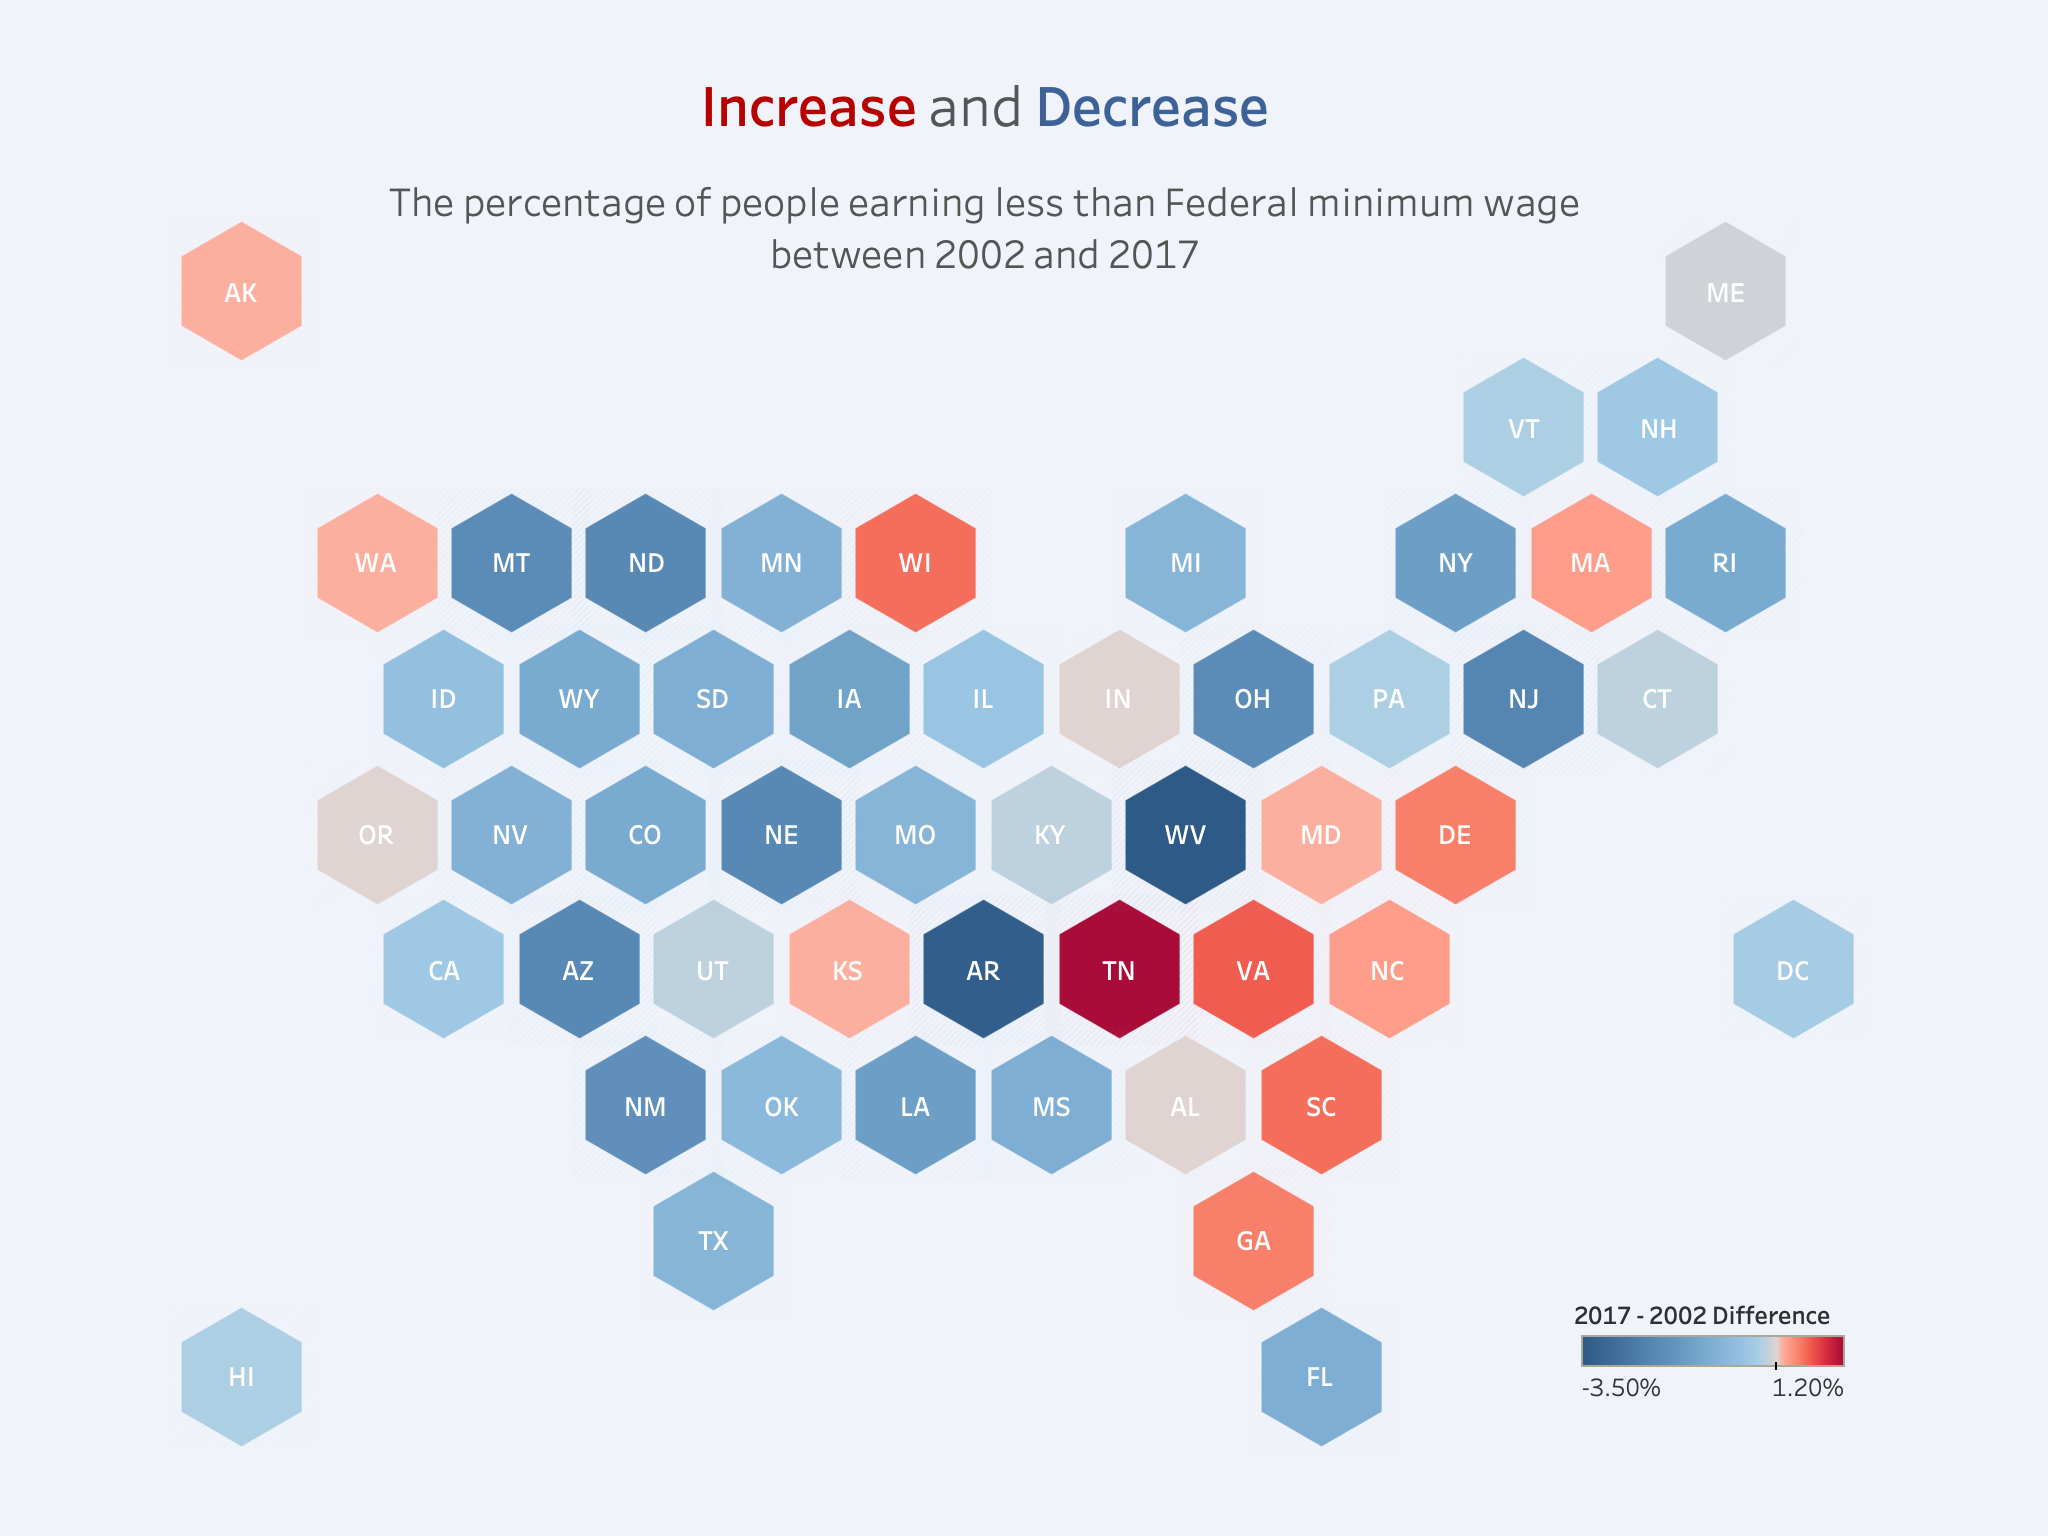 Increase and Decrease
The percentage of people earning less than Federal minimum wage
between 2002 and 2017
AK
ME
VT NH
WA MT ND MN WI MI NY MA RI
ID WY SD IA IL IN OH PA NJ CT
OR NV CO NE MO KY WV MD DE
CA AZ UT KS AR TN VA NC DC
NM OK LA MS AL SC
TX GA
HI FL
2017 - 2002 Difference
-3.50% 1.20%